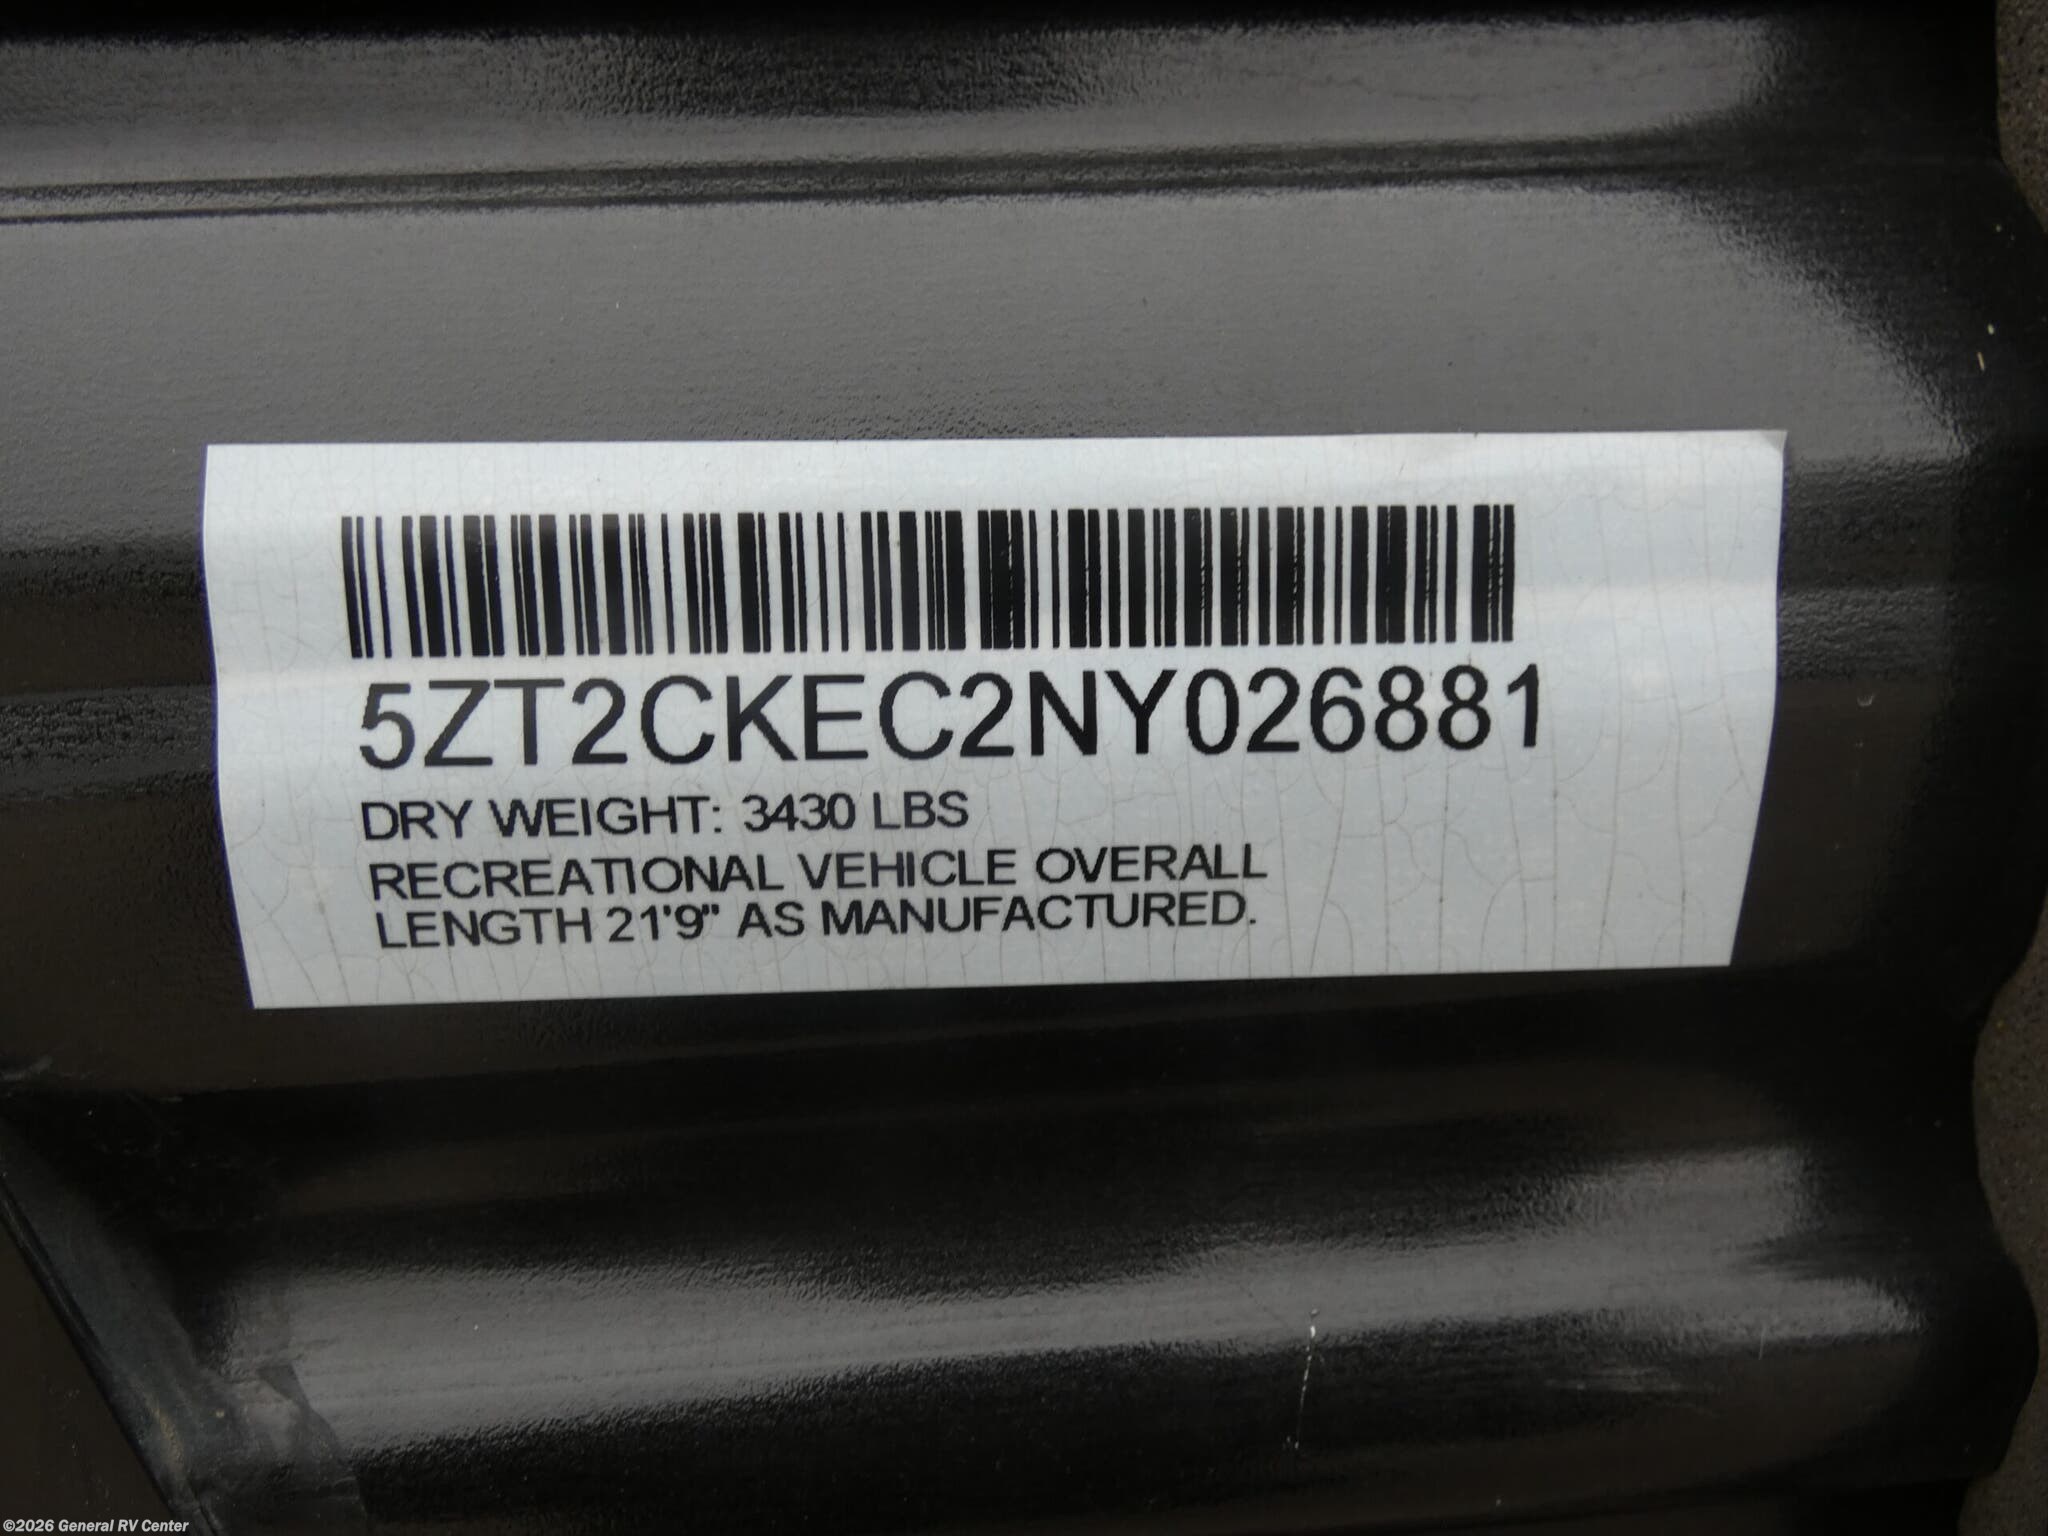 5ZT2CKEC2NY026881
DRY WEIGHT: 3430 LBS
RECREATIONAL VEHICLE OVERALL
LENGTH 21'9" AS MANUFACTURED.
©2026 General RV Center